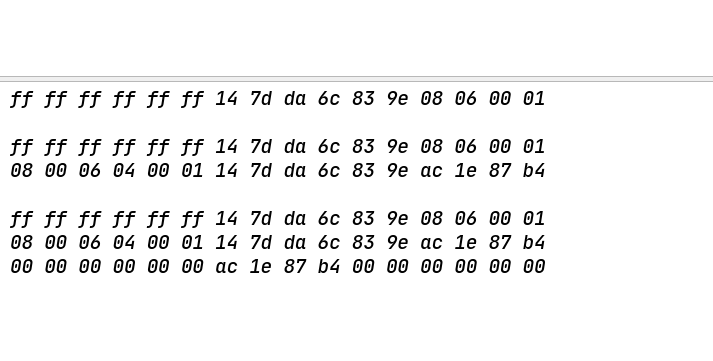 ff ff ff ff ff ff 14 7d da 6c 83 9e 08 06 00 01
ff ff ff ff ff ff 14 7d da 6c 83 9e 08 06 00 01
08 00 06 04 00 01 14 7d da 6c 83 9e ac 1e 87 b4
ff ff ff ff ff ff 14 7d da 6c 83 9e 08 06 00 01
08 00 06 04 00 01 14 7d da 6c 83 9e ac 1e 87 b4
00 00 00 00 00 00 ac 1e 87 b4 00 00 00 00 00 00